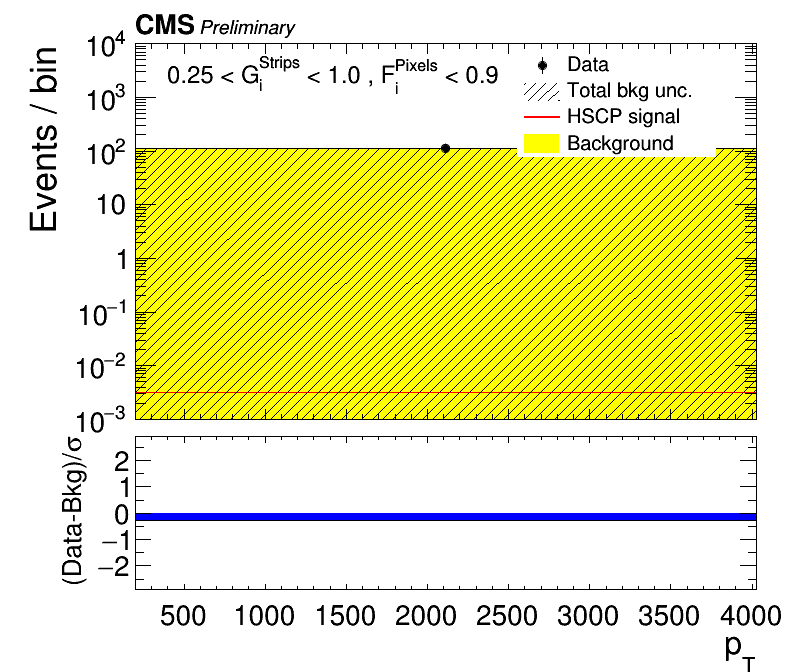 CMS Preliminary
Events / bin
10⁴
10³
10²
10
1
10⁻¹
10⁻²
10⁻³
0.25 < G_i^Strips < 1.0 , F_i^Pixels < 0.9
Data
Total bkg unc.
HSCP signal
Background
(Data-Bkg)/σ
2
1
0
−1
−2
500 1000 1500 2000 2500 3000 3500 4000
p_T